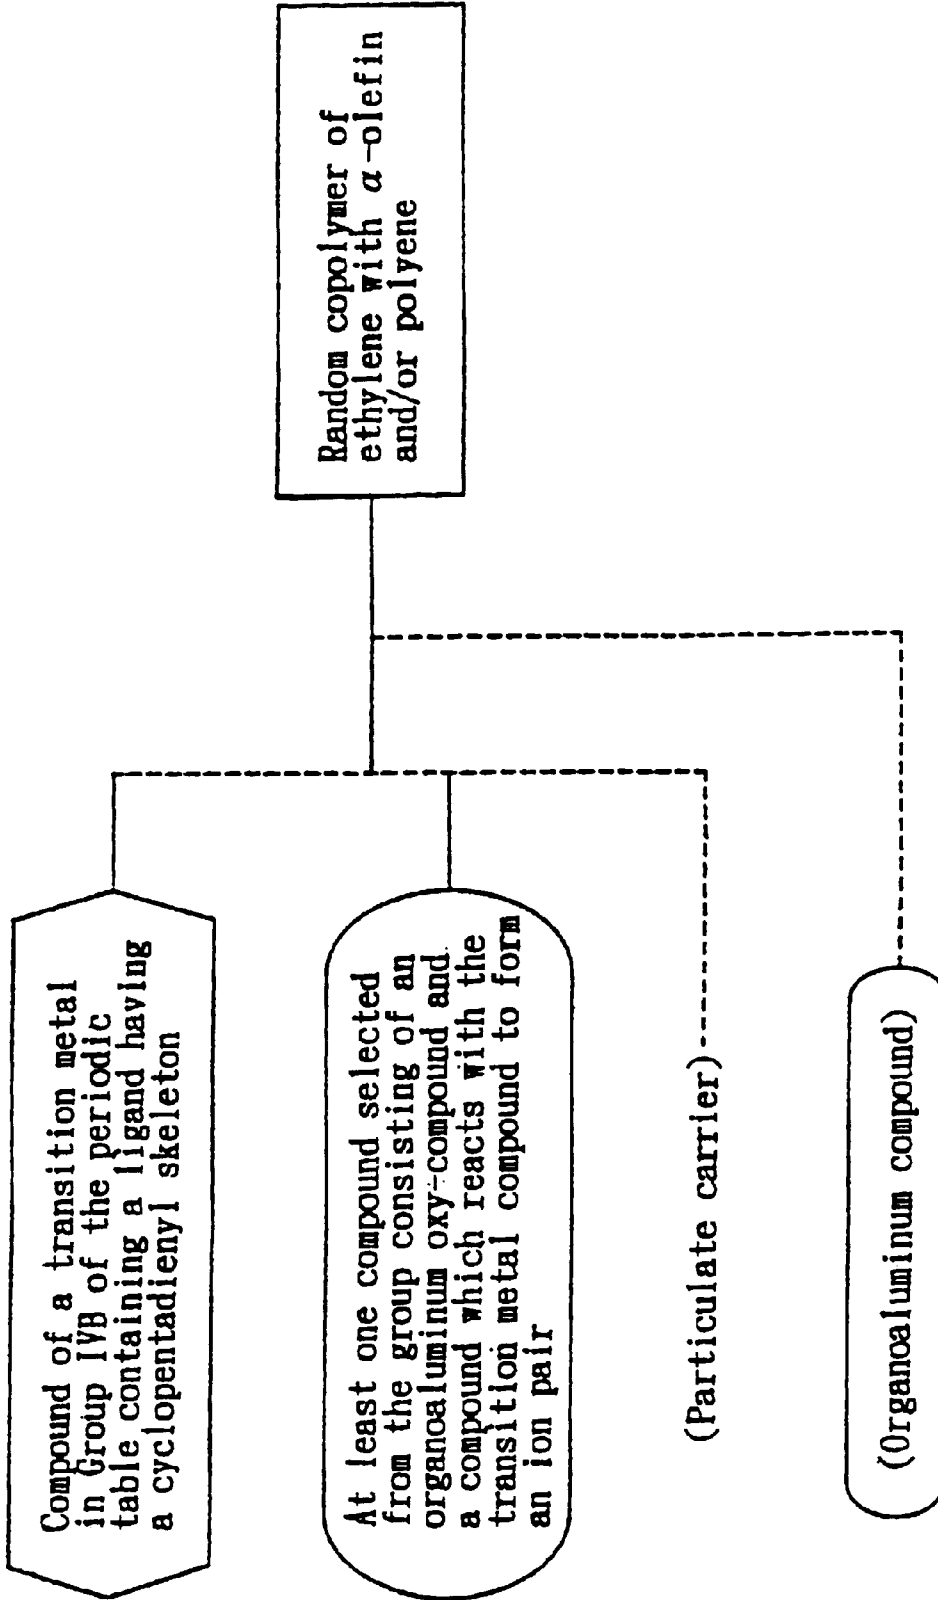 Compound of a transition metal
in Group IVB of the periodic
table containing a ligand having
a cyclopentadienyl skeleton
At least one compound selected
from the group consisting of an
organoaluminum oxy-compound and
a compound which reacts with the
transition metal compound to form
an ion pair
(Particulate carrier)
(Organoaluminum compound)
Random copolymer of
ethylene with α-olefin
and/or polyene